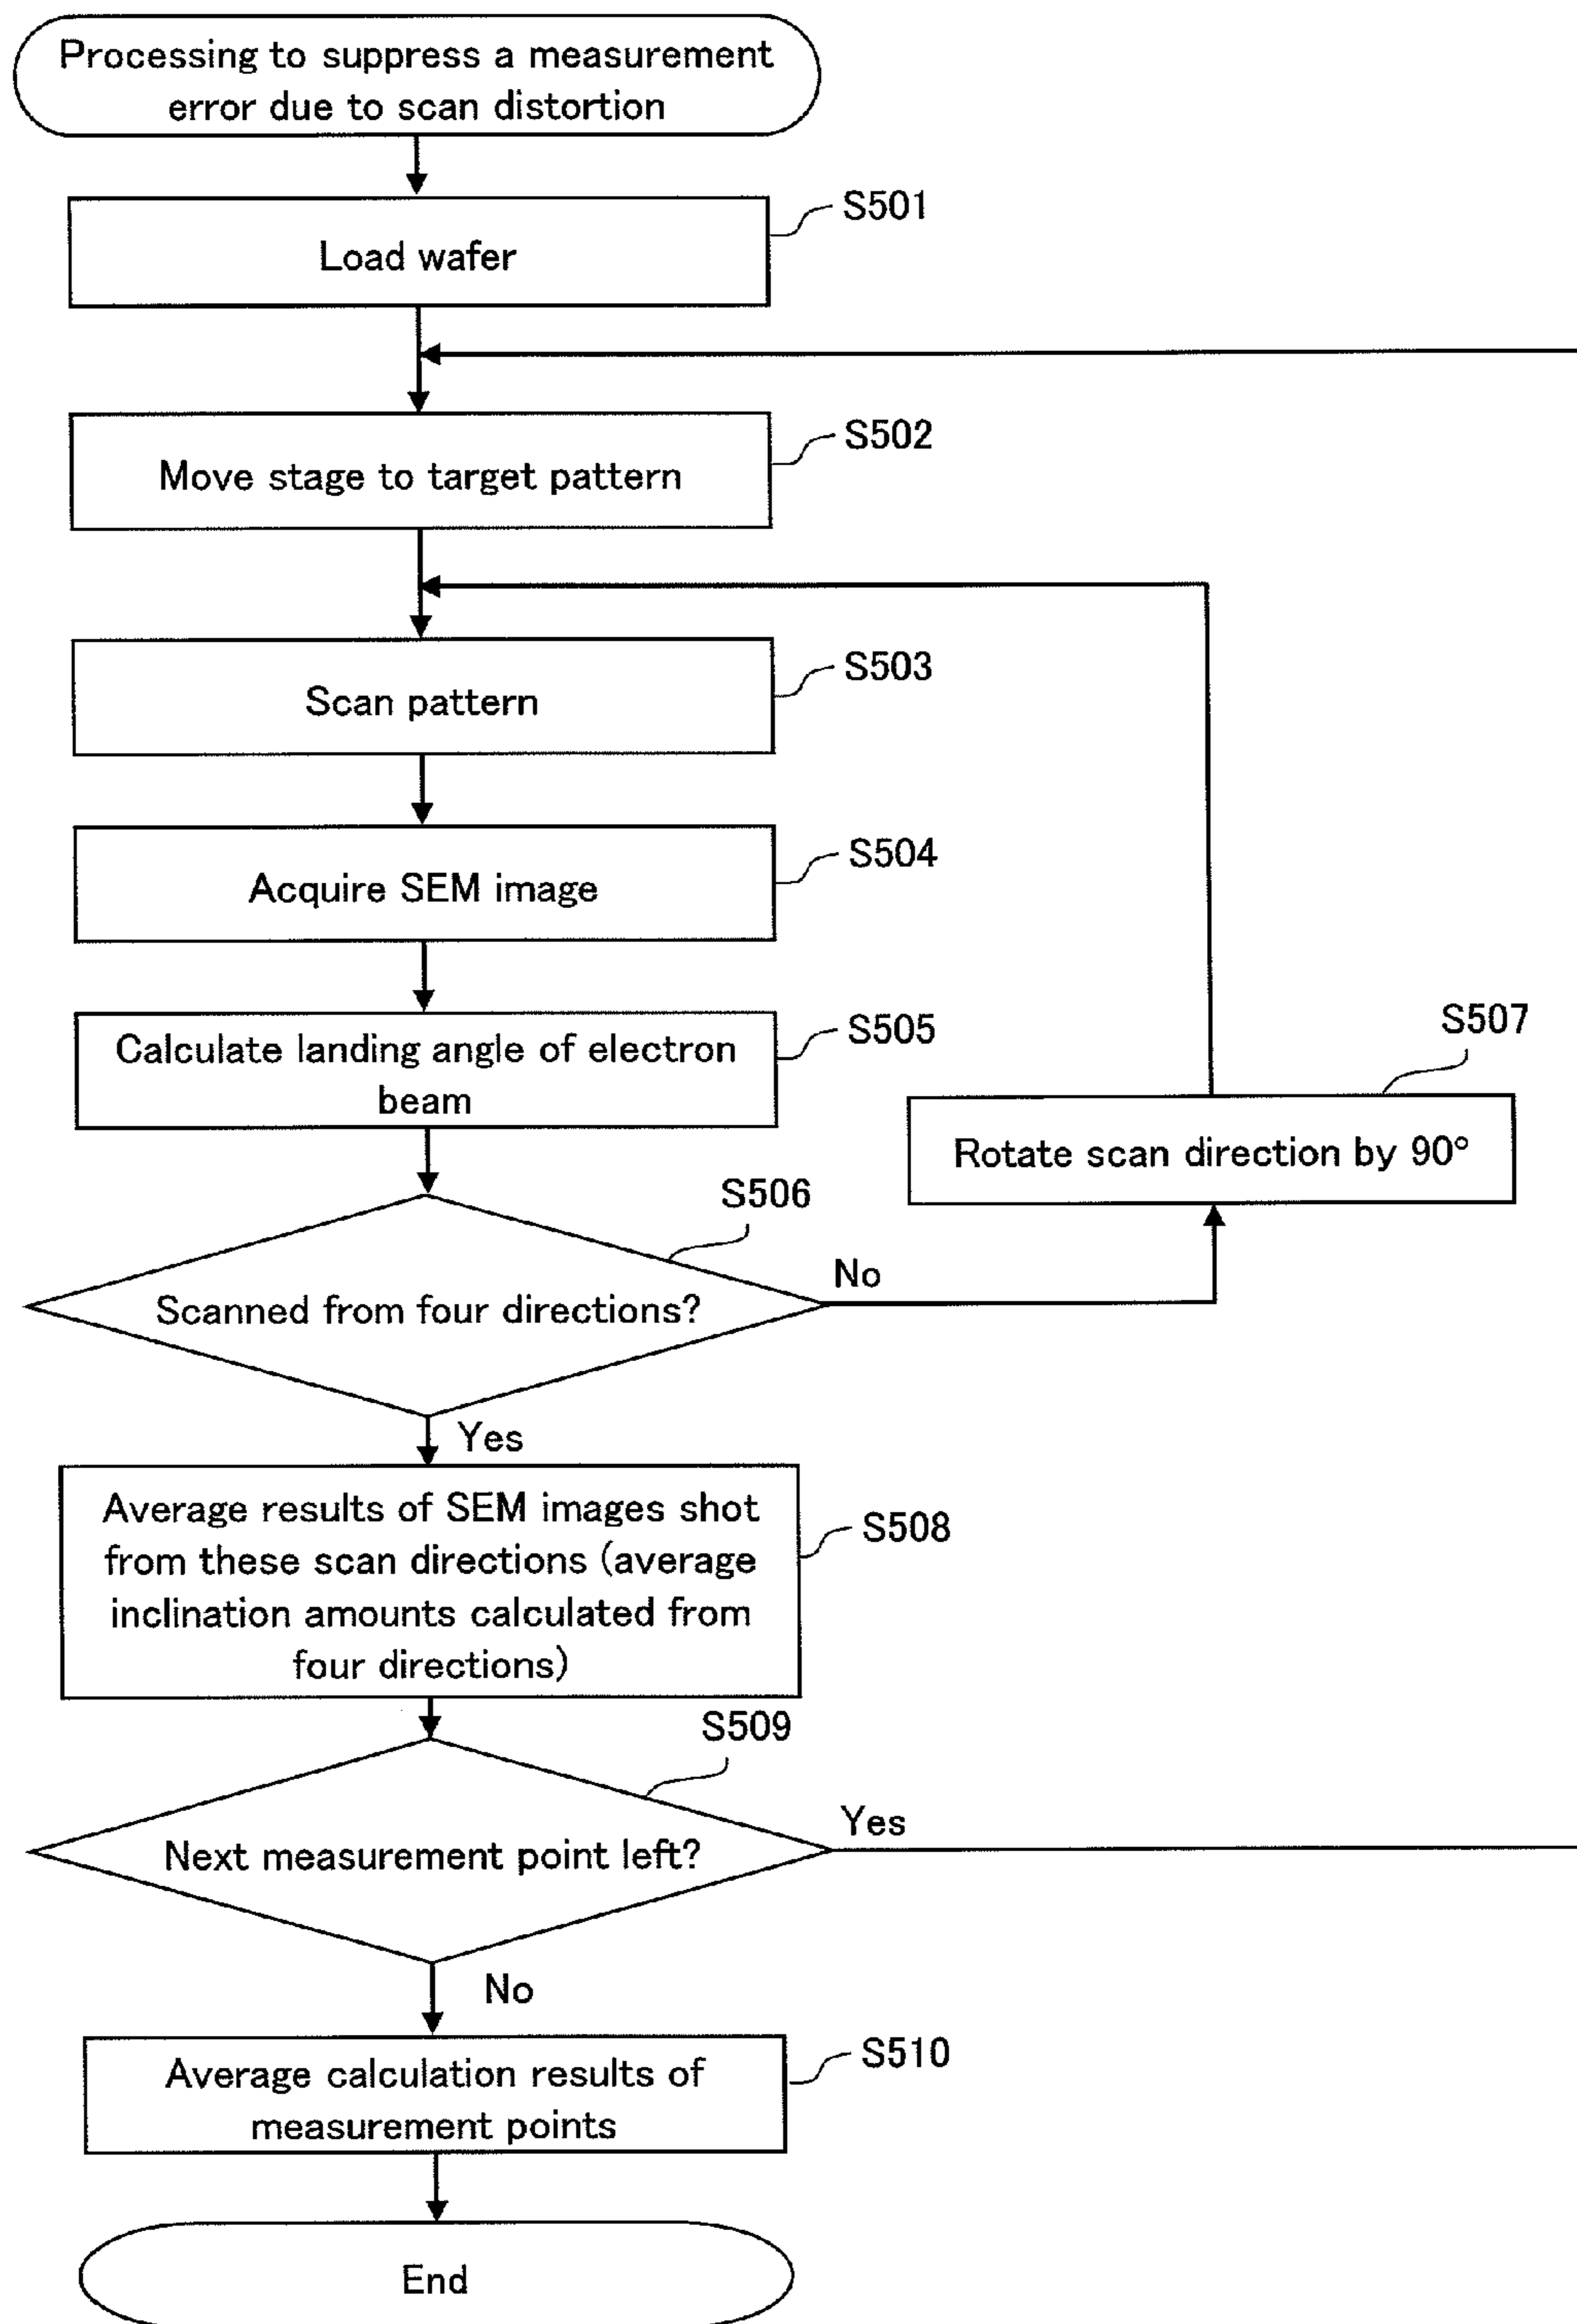 Processing to suppress a measurement
error due to scan distortion
S501
Load wafer
S502
Move stage to target pattern
S503
Scan pattern
S504
Acquire SEM image
S505
Calculate landing angle of electron
beam
S507
Rotate scan direction by 90°
S506
Scanned from four directions?
No
Yes
Average results of SEM images shot
from these scan directions (average
inclination amounts calculated from
four directions)
S508
S509
Next measurement point left?
Yes
No
S510
Average calculation results of
measurement points
End